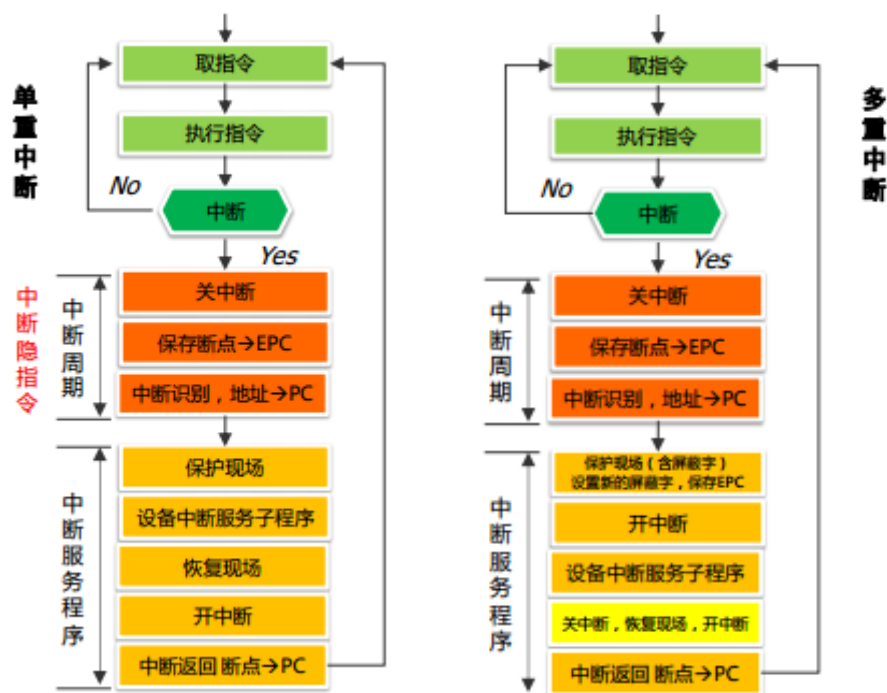 单重中断
取指令
执行指令
No
中断
Yes
中断隐指令
中断周期
关中断
保存断点→EPC
中断识别，地址→PC
中断服务程序
保护现场
设备中断服务子程序
恢复现场
开中断
中断返回 断点→PC
多重中断
取指令
执行指令
No
中断
Yes
中断周期
关中断
保存断点→EPC
中断识别，地址→PC
中断服务程序
保护现场（含屏蔽字）
设置新的屏蔽字，保存EPC
开中断
设备中断服务子程序
关中断，恢复现场，开中断
中断返回 断点→PC